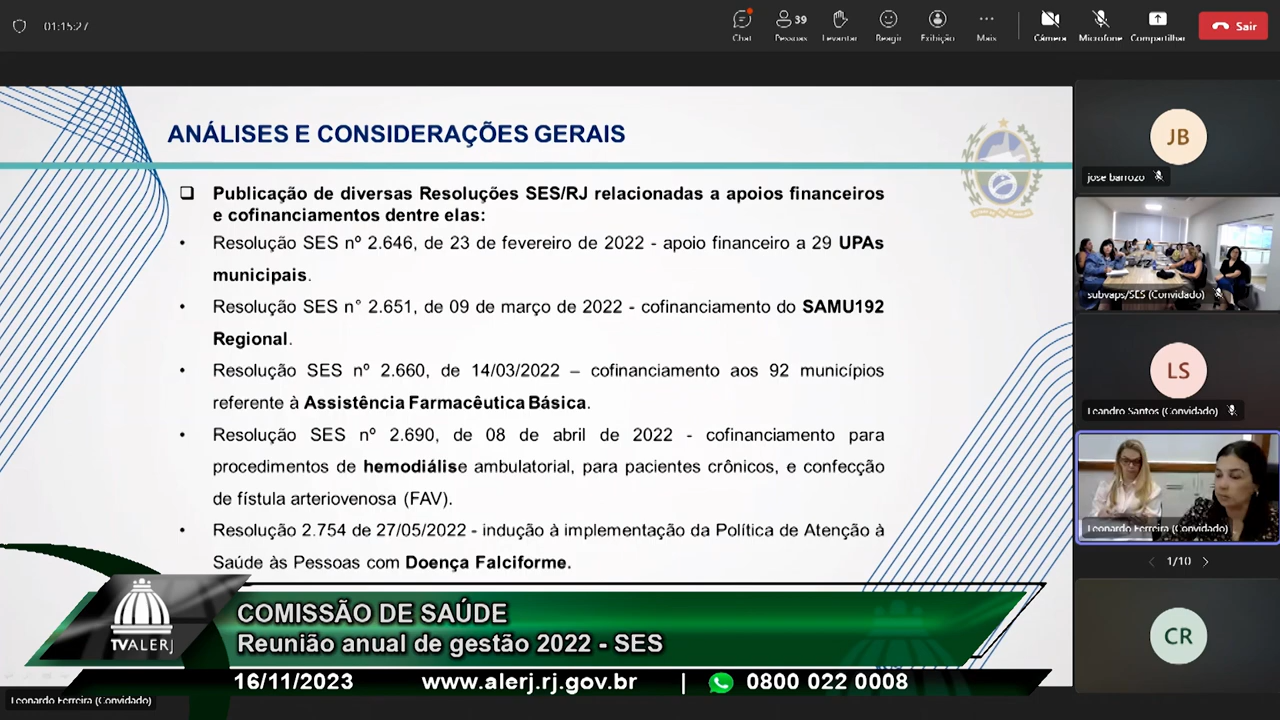 01:15:27
Chat
39
Pessoas
Levantar
Reagir
Exibição
Mais
Câmera
Microfone
Compartilhar
Sair
ANÁLISES E CONSIDERAÇÕES GERAIS
Publicação de diversas Resoluções SES/RJ relacionadas a apoios financeiros
e cofinanciamentos dentre elas:
• Resolução SES nº 2.646, de 23 de fevereiro de 2022 - apoio financeiro a 29 UPAs
municipais.
• Resolução SES n° 2.651, de 09 de março de 2022 - cofinanciamento do SAMU192
Regional.
• Resolução SES nº 2.660, de 14/03/2022 – cofinanciamento aos 92 municípios
referente à Assistência Farmacêutica Básica.
• Resolução SES nº 2.690, de 08 de abril de 2022 - cofinanciamento para
procedimentos de hemodiálise ambulatorial, para pacientes crônicos, e confecção
de fístula arteriovenosa (FAV).
• Resolução 2.754 de 27/05/2022 - indução à implementação da Política de Atenção à
Saúde às Pessoas com Doença Falciforme.
JB
jose barrozo
subvaps/SES (Convidado)
LS
Leandro Santos (Convidado)
Leonardo Ferreira (Convidado)
1/10
CR
TVALERJ
COMISSÃO DE SAÚDE
Reunião anual de gestão 2022 - SES
16/11/2023 www.alerj.rj.gov.br | 0800 022 0008
Leonardo Ferreira (Convidado)